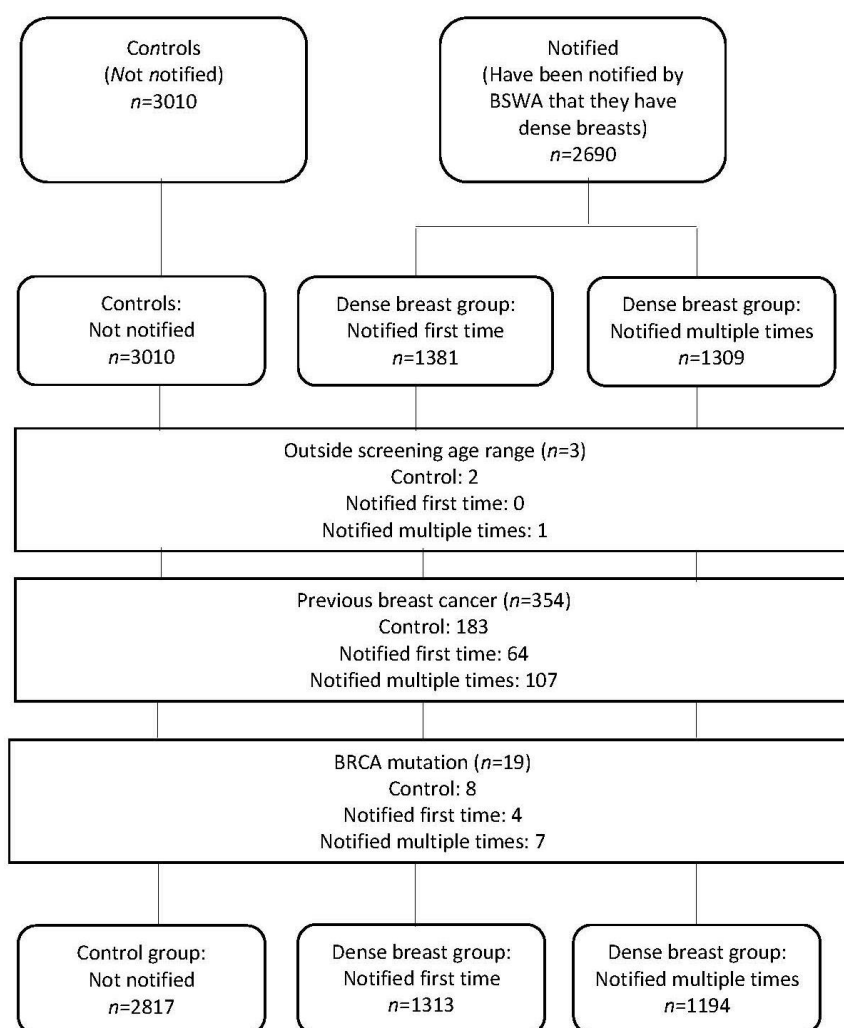 Controls
(Not notified)
n=3010
Notified
(Have been notified by
BSWA that they have
dense breasts)
n=2690
Controls:
Not notified
n=3010
Dense breast group:
Notified first time
n=1381
Dense breast group:
Notified multiple times
n=1309
Outside screening age range (n=3)
Control: 2
Notified first time: 0
Notified multiple times: 1
Previous breast cancer (n=354)
Control: 183
Notified first time: 64
Notified multiple times: 107
BRCA mutation (n=19)
Control: 8
Notified first time: 4
Notified multiple times: 7
Control group:
Not notified
n=2817
Dense breast group:
Notified first time
n=1313
Dense breast group:
Notified multiple times
n=1194